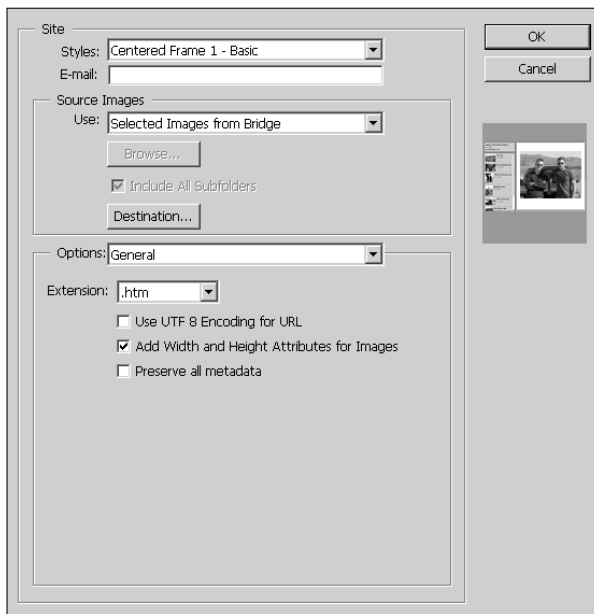 Site
Styles: Centered Frame 1 - Basic
E-mail:
Source Images
Use: Selected Images from Bridge
Browse...
Include All Subfolders
Destination...
Options: General
Extension: .htm
Use UTF 8 Encoding for URL
Add Width and Height Attributes for Images
Preserve all metadata
OK
Cancel